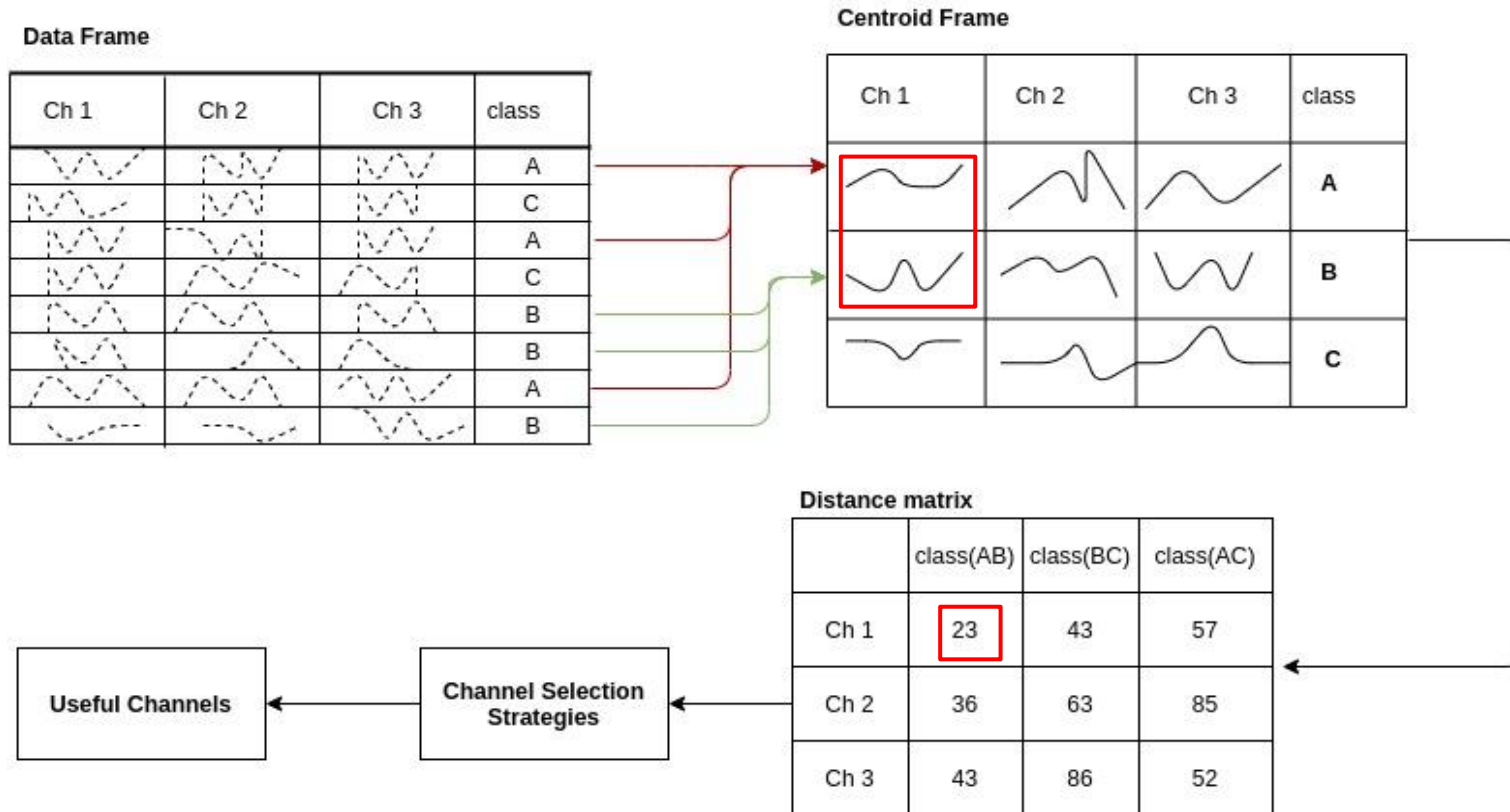 Data Frame
Ch 1 Ch 2 Ch 3 class
A
C
A
C
B
B
A
B
Centroid Frame
Ch 1 Ch 2 Ch 3 class
A
B
C
Distance matrix
class(AB) class(BC) class(AC)
Ch 1 23 43 57
Ch 2 36 63 85
Ch 3 43 86 52
Channel Selection
Strategies
Useful Channels